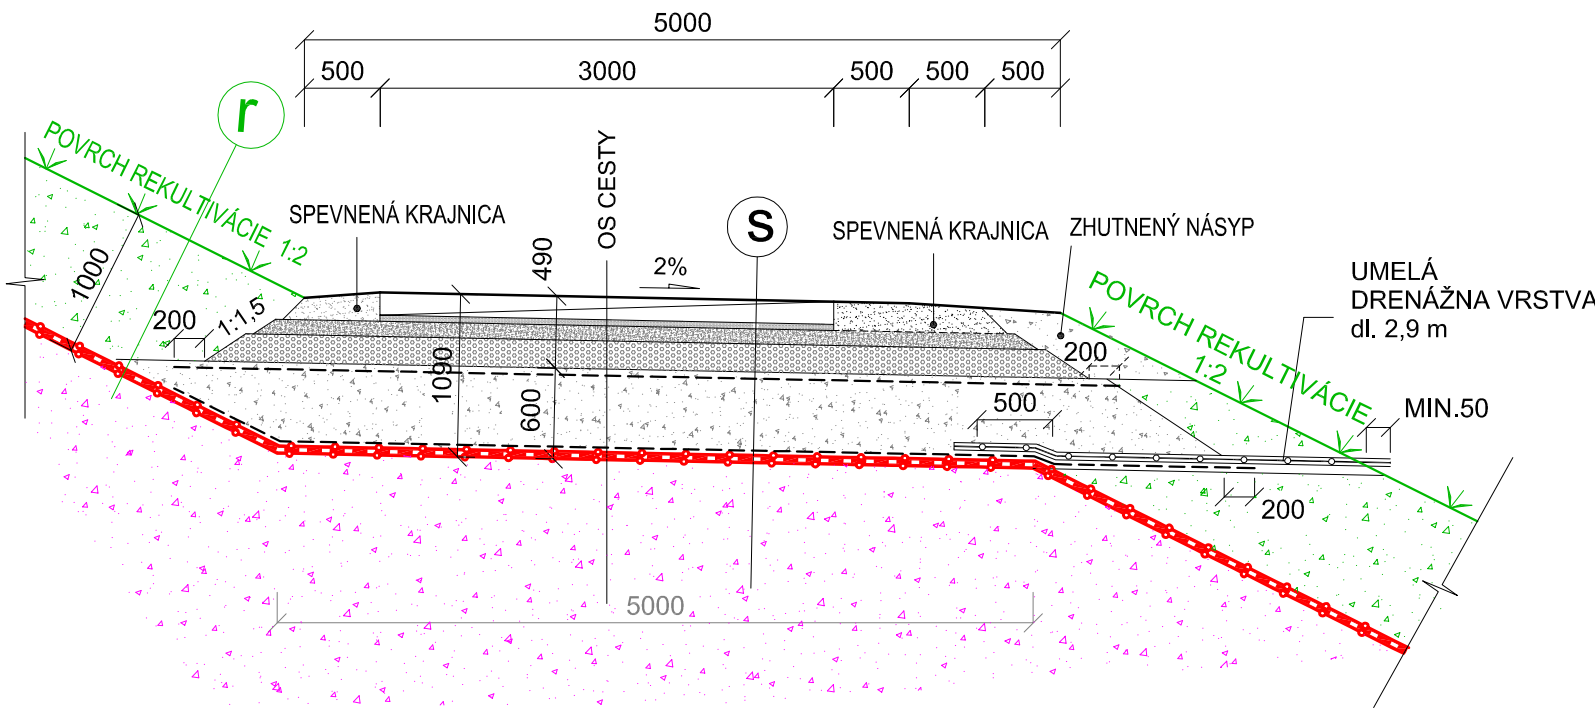 5000
500
3000
500
500
500
r
POVRCH REKULTIVÁCIE 1:2
SPEVNENÁ KRAJNICA
OS CESTY
S
SPEVNENÁ KRAJNICA
ZHUTNENÝ NÁSYP
1000
490
2%
UMELÁ
DRENÁŽNA VRSTVA
dl. 2,9 m
POVRCH REKULTIVÁCIE
1:2
200
1:1,5
1090
600
200
500
MIN.50
200
5000